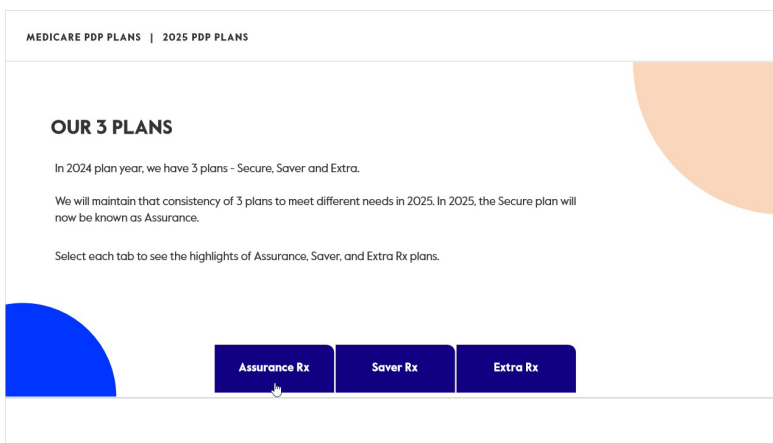 MEDICARE PDP PLANS | 2025 PDP PLANS
OUR 3 PLANS
In 2024 plan year, we have 3 plans - Secure, Saver and Extra.
We will maintain that consistency of 3 plans to meet different needs in 2025. In 2025, the Secure plan will
now be known as Assurance.
Select each tab to see the highlights of Assurance, Saver, and Extra Rx plans.
Assurance Rx
Saver Rx
Extra Rx